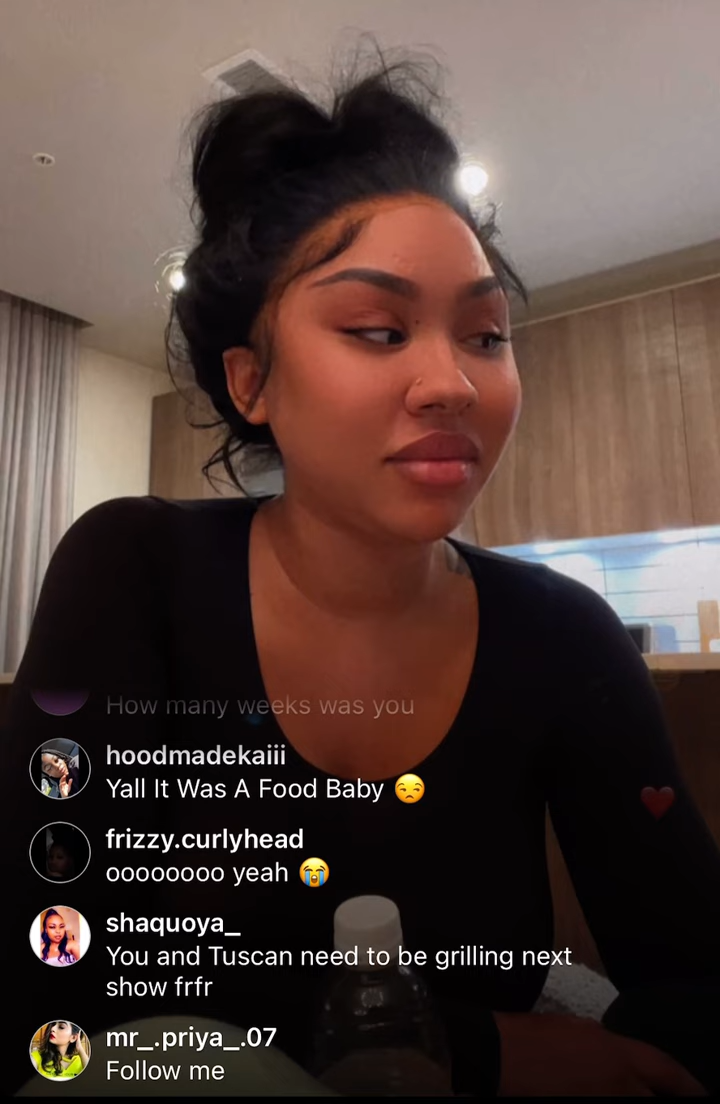 How many weeks was you
hoodmadekaiii
Yall It Was A Food Baby 😒
frizzy.curlyhead
oooooooo yeah 😭
shaquoya_
You and Tuscan need to be grilling next
show frfr
mr_.priya_.07
Follow me